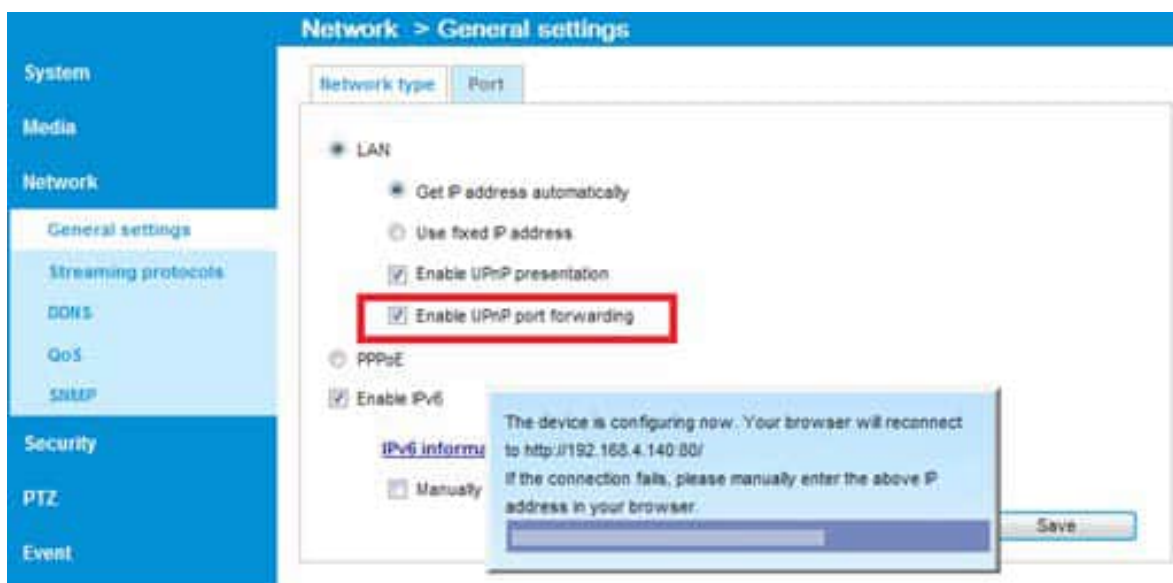 Network > General settings
System
Media
Network
General settings
Streaming protocols
DDNS
QoS
SNMP
Security
PTZ
Event
Network type
Port
LAN
Get IP address automatically
Use fixed IP address
Enable UPnP presentation
Enable UPnP port forwarding
PPPoE
Enable IPv6
IPv6 informa
Manually
The device is configuring now. Your browser will reconnect
to http://192.168.4.140:80/
If the connection fails, please manually enter the above IP
address in your browser.
Save